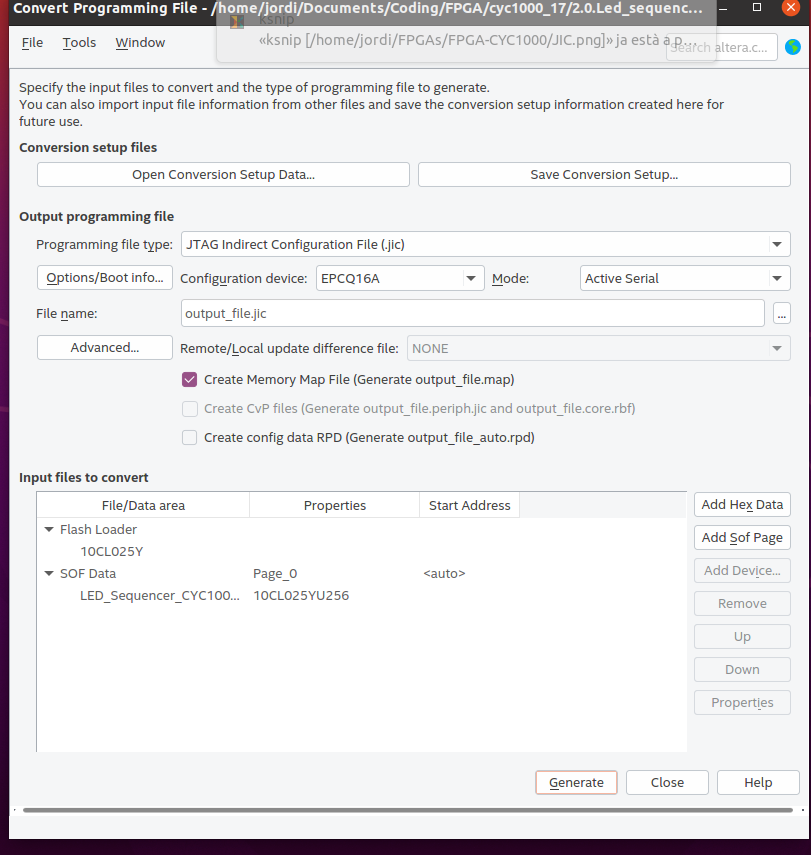 Convert Programming File - /home/jordi/Documents/Coding/FPGA/cyc1000_17/2.0.Led_sequenc...
ksnip
«ksnip [/home/jordi/FPGAs/FPGA-CYC1000/JIC.png]» ja està a p...
File Tools Window
Search altera.c...
Specify the input files to convert and the type of programming file to generate.
You can also import input file information from other files and save the conversion setup information created here for
future use.
Conversion setup files
Open Conversion Setup Data... Save Conversion Setup...
Output programming file
Programming file type: JTAG Indirect Configuration File (.jic)
Options/Boot info... Configuration device: EPCQ16A Mode: Active Serial
File name: output_file.jic ...
Advanced... Remote/Local update difference file: NONE
Create Memory Map File (Generate output_file.map)
Create CvP files (Generate output_file.periph.jic and output_file.core.rbf)
Create config data RPD (Generate output_file_auto.rpd)
Input files to convert
File/Data area Properties Start Address
Flash Loader
10CL025Y
SOF Data Page_0 <auto>
LED_Sequencer_CYC100... 10CL025YU256
Add Hex Data
Add Sof Page
Add Device...
Remove
Up
Down
Properties
Generate Close Help